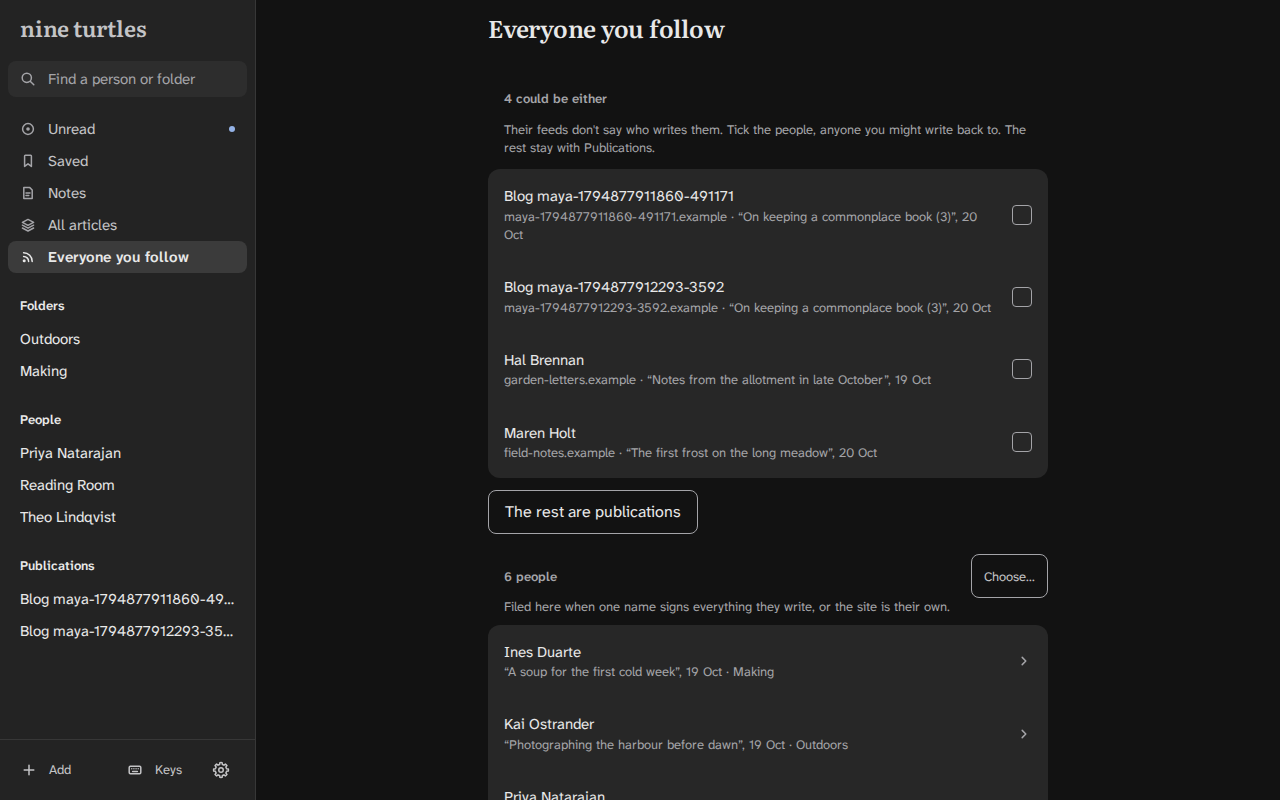 nine turtles
Find a person or folder
Unread
Saved
Notes
All articles
Everyone you follow
Folders
Outdoors
Making
People
Priya Natarajan
Reading Room
Theo Lindqvist
Publications
Blog maya-1794877911860-49…
Blog maya-1794877912293-35…
Add
Keys
Everyone you follow
4 could be either
Their feeds don't say who writes them. Tick the people, anyone you might write back to. The
rest stay with Publications.
Blog maya-1794877911860-491171
maya-1794877911860-491171.example · “On keeping a commonplace book (3)”, 20
Oct
Blog maya-1794877912293-3592
maya-1794877912293-3592.example · “On keeping a commonplace book (3)”, 20 Oct
Hal Brennan
garden-letters.example · “Notes from the allotment in late October”, 19 Oct
Maren Holt
field-notes.example · “The first frost on the long meadow”, 20 Oct
The rest are publications
6 people
Choose…
Filed here when one name signs everything they write, or the site is their own.
Ines Duarte
“A soup for the first cold week”, 19 Oct · Making
Kai Ostrander
“Photographing the harbour before dawn”, 19 Oct · Outdoors
Priya Natarajan